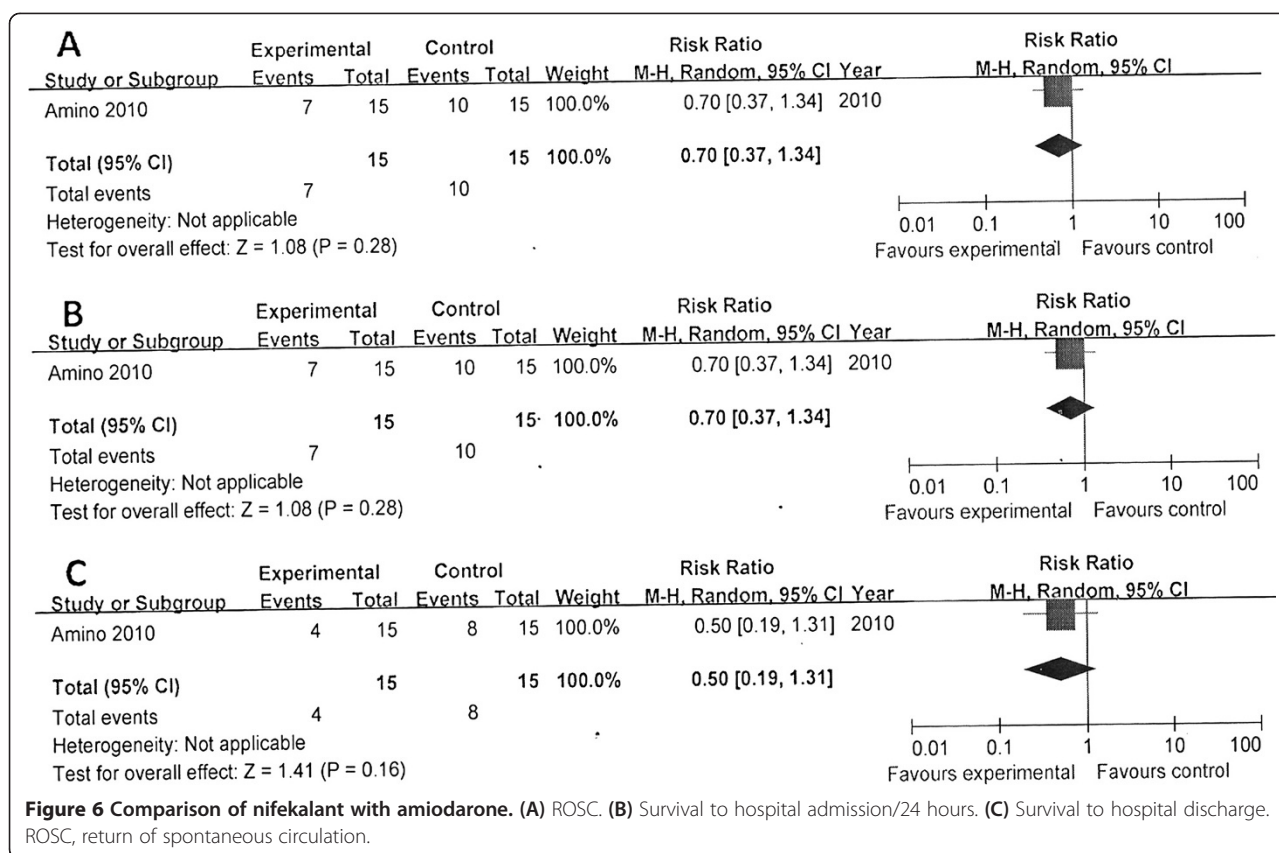 A
Experimental Control Risk Ratio Risk Ratio
Study or Subgroup Events Total Events Total Weight M-H, Random, 95% CI Year M-H, Random, 95% CI
Amino 2010 7 15 10 15 100.0% 0.70 [0.37, 1.34] 2010
Total (95% CI) 15 15 100.0% 0.70 [0.37, 1.34]
Total events 7 10
Heterogeneity: Not applicable
Test for overall effect: Z = 1.08 (P = 0.28)
0.01 0.1 1 10 100
Favours experimental Favours control
B
Experimental Control Risk Ratio Risk Ratio
Study or Subgroup Events Total Events Total Weight M-H, Random, 95% CI Year M-H, Random, 95% CI
Amino 2010 7 15 10 15 100.0% 0.70 [0.37, 1.34] 2010
Total (95% CI) 15 15 100.0% 0.70 [0.37, 1.34]
Total events 7 10
Heterogeneity: Not applicable
Test for overall effect: Z = 1.08 (P = 0.28)
0.01 0.1 1 10 100
Favours experimental Favours control
C
Experimental Control Risk Ratio Risk Ratio
Study or Subgroup Events Total Events Total Weight M-H, Random, 95% CI Year M-H, Random, 95% CI
Amino 2010 4 15 8 15 100.0% 0.50 [0.19, 1.31] 2010
Total (95% CI) 15 15 100.0% 0.50 [0.19, 1.31]
Total events 4 8
Heterogeneity: Not applicable
Test for overall effect: Z = 1.41 (P = 0.16)
0.01 0.1 1 10 100
Favours experimental Favours control
Figure 6 Comparison of nifekalant with amiodarone. (A) ROSC. (B) Survival to hospital admission/24 hours. (C) Survival to hospital discharge.
ROSC, return of spontaneous circulation.